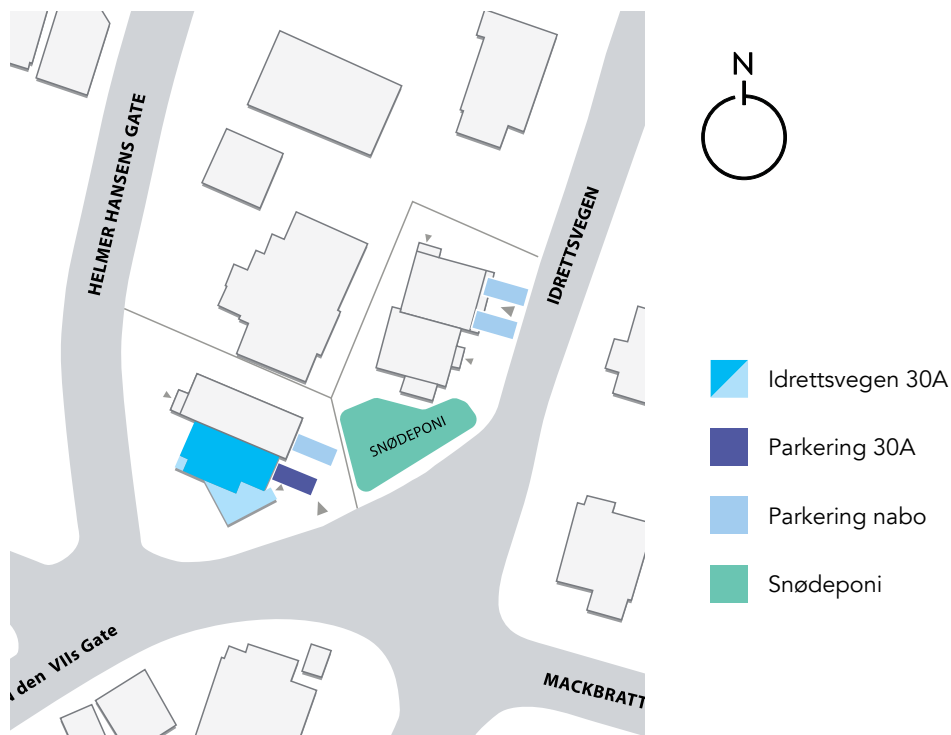 N
HELMER HANSENS GATE
IDRETTSVEGEN
Idrettsvegen 30A
SNØDEPONI
Parkering 30A
Parkering nabo
Snødeponi
den VIIs Gate
MACKBRATT